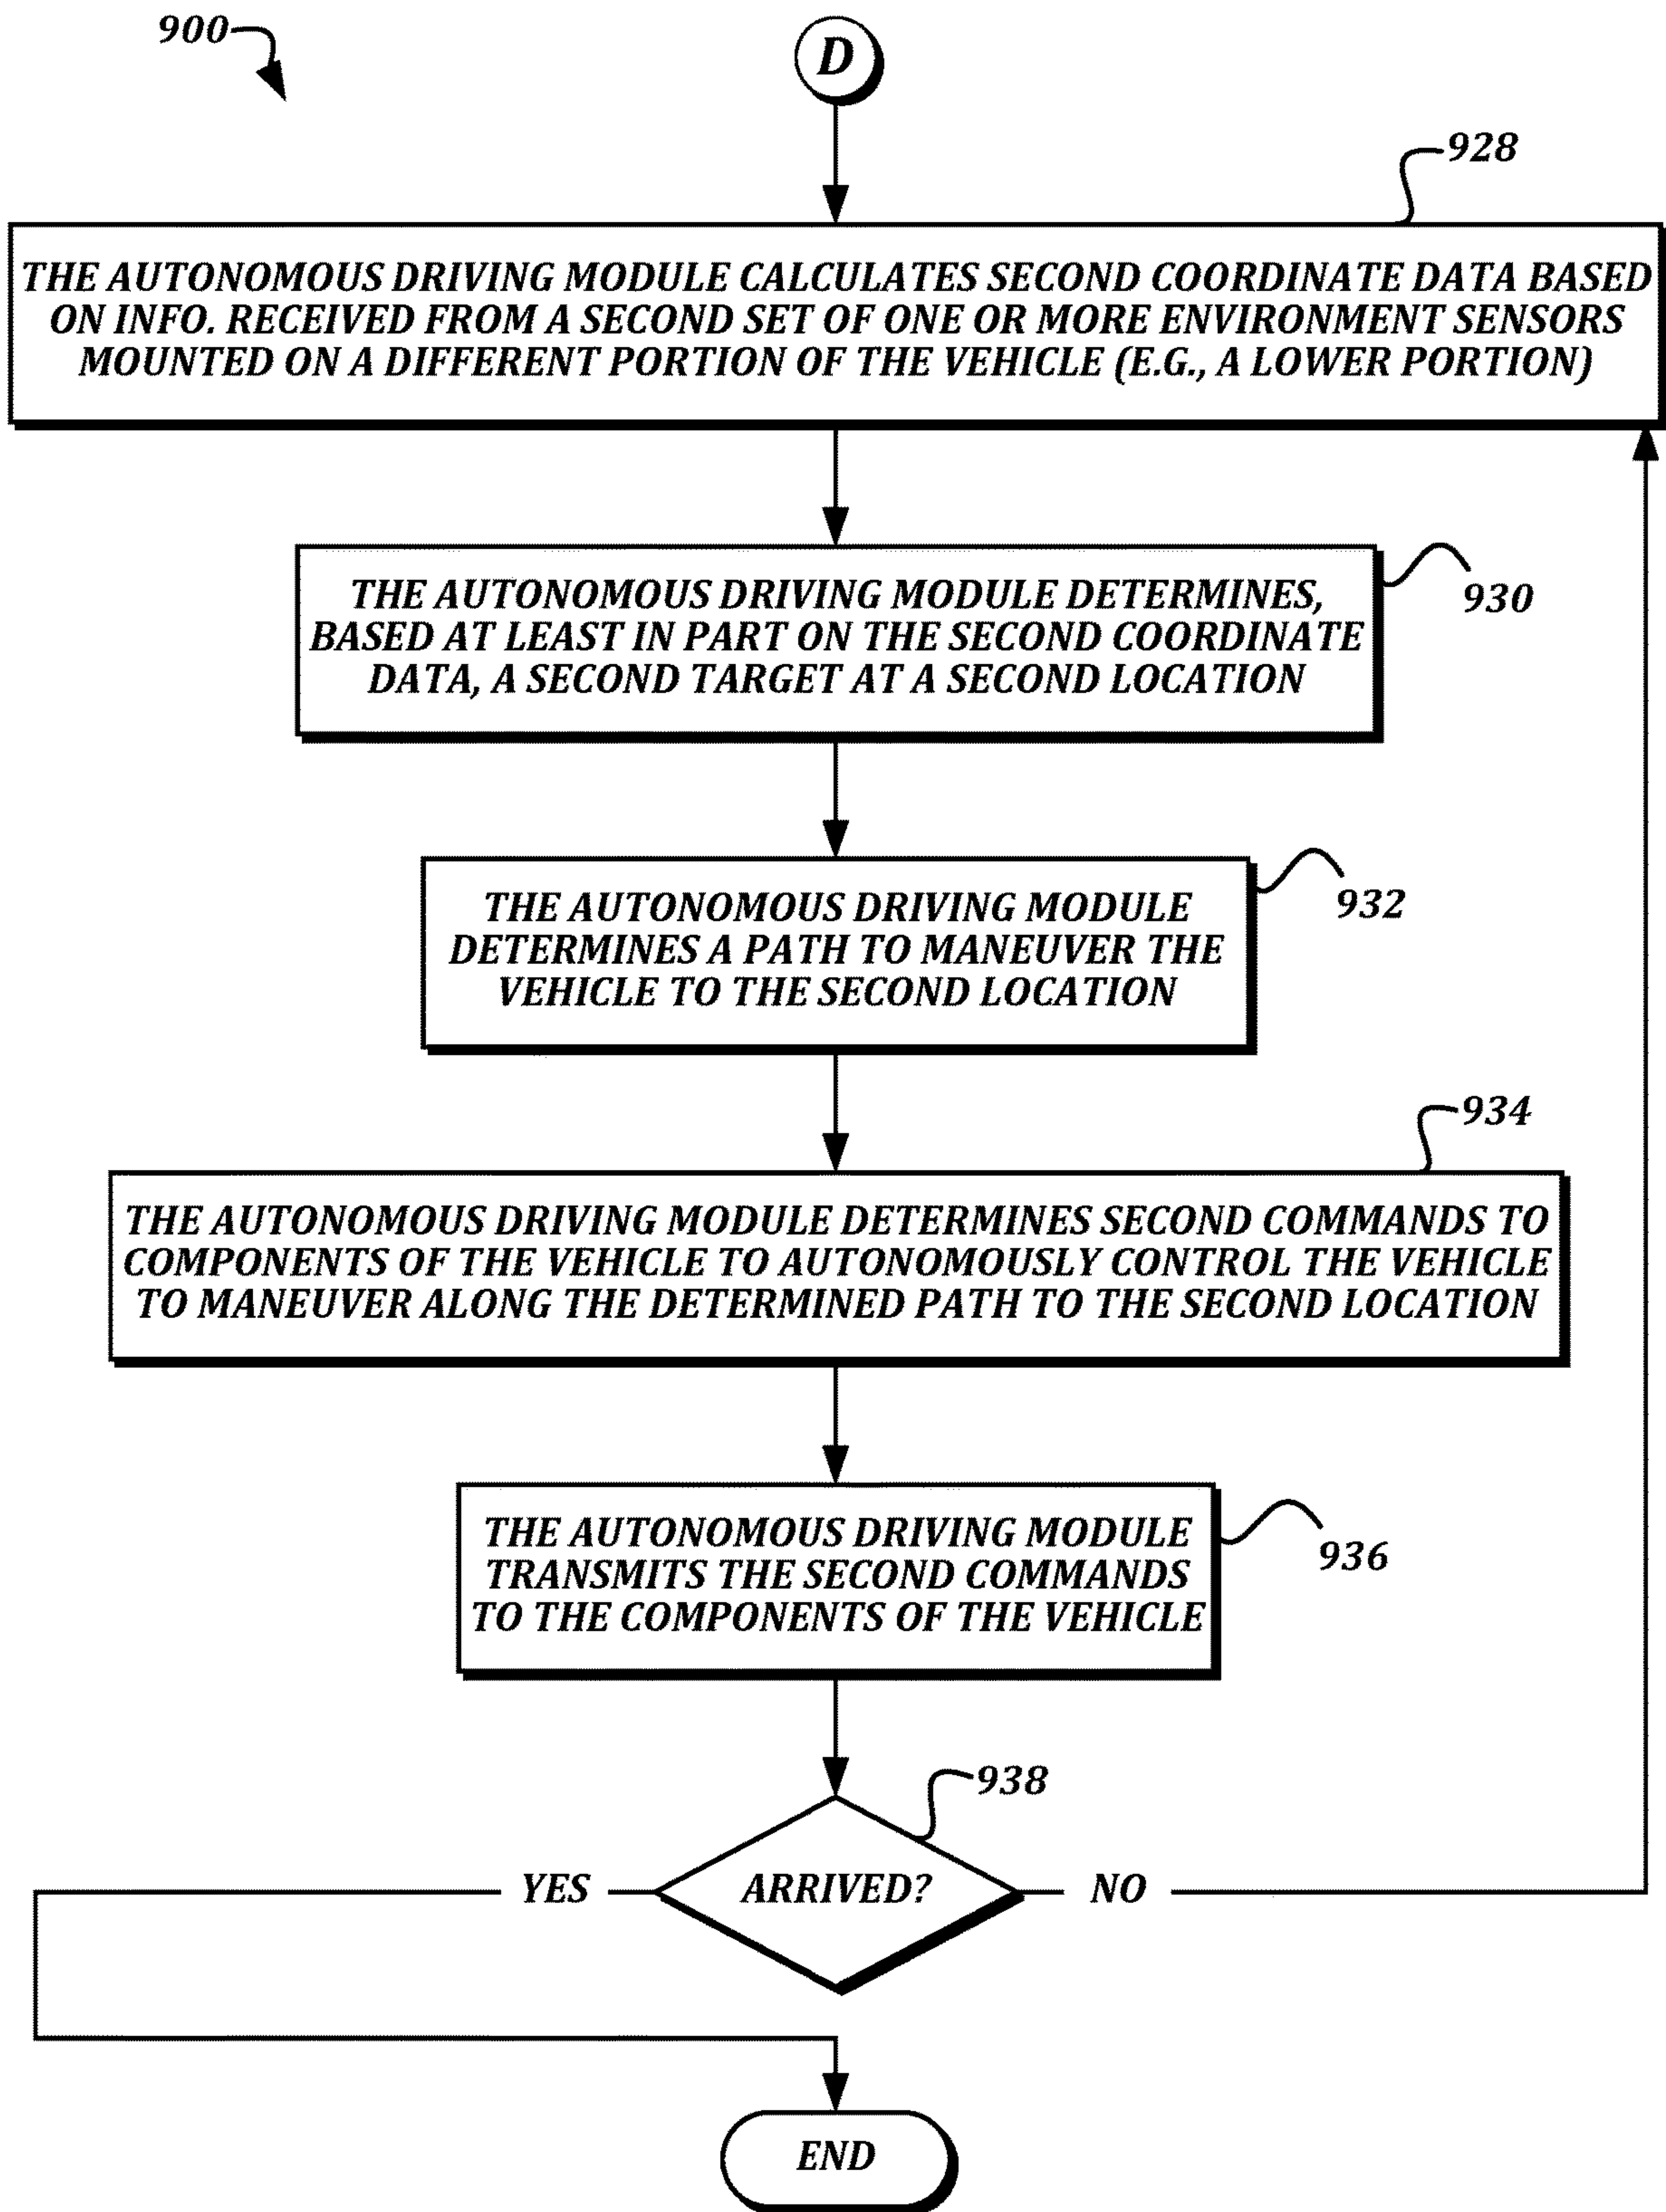 900
D
928
THE AUTONOMOUS DRIVING MODULE CALCULATES SECOND COORDINATE DATA BASED
ON INFO. RECEIVED FROM A SECOND SET OF ONE OR MORE ENVIRONMENT SENSORS
MOUNTED ON A DIFFERENT PORTION OF THE VEHICLE (E.G., A LOWER PORTION)
930
THE AUTONOMOUS DRIVING MODULE DETERMINES,
BASED AT LEAST IN PART ON THE SECOND COORDINATE
DATA, A SECOND TARGET AT A SECOND LOCATION
932
THE AUTONOMOUS DRIVING MODULE
DETERMINES A PATH TO MANEUVER THE
VEHICLE TO THE SECOND LOCATION
934
THE AUTONOMOUS DRIVING MODULE DETERMINES SECOND COMMANDS TO
COMPONENTS OF THE VEHICLE TO AUTONOMOUSLY CONTROL THE VEHICLE
TO MANEUVER ALONG THE DETERMINED PATH TO THE SECOND LOCATION
936
THE AUTONOMOUS DRIVING MODULE
TRANSMITS THE SECOND COMMANDS
TO THE COMPONENTS OF THE VEHICLE
938
YES
ARRIVED?
NO
END